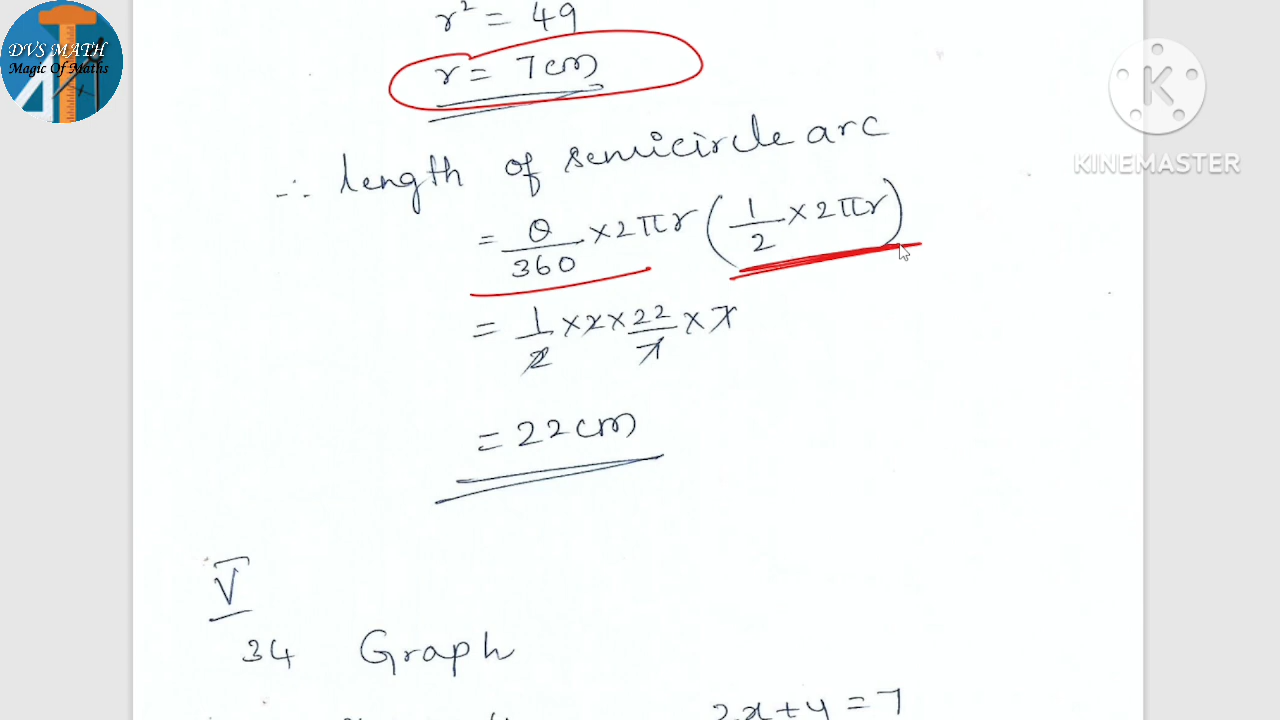 DVS MATH
Magic Of Maths
KINEMASTER
r² = 49
r = 7cm
∴ length of semicircle arc
= θ/360 × 2πr (1/2 × 2πr)
= 1/2 × 2 × 22/7 × 7
= 22cm
V
34 Graph
2x+y = 7